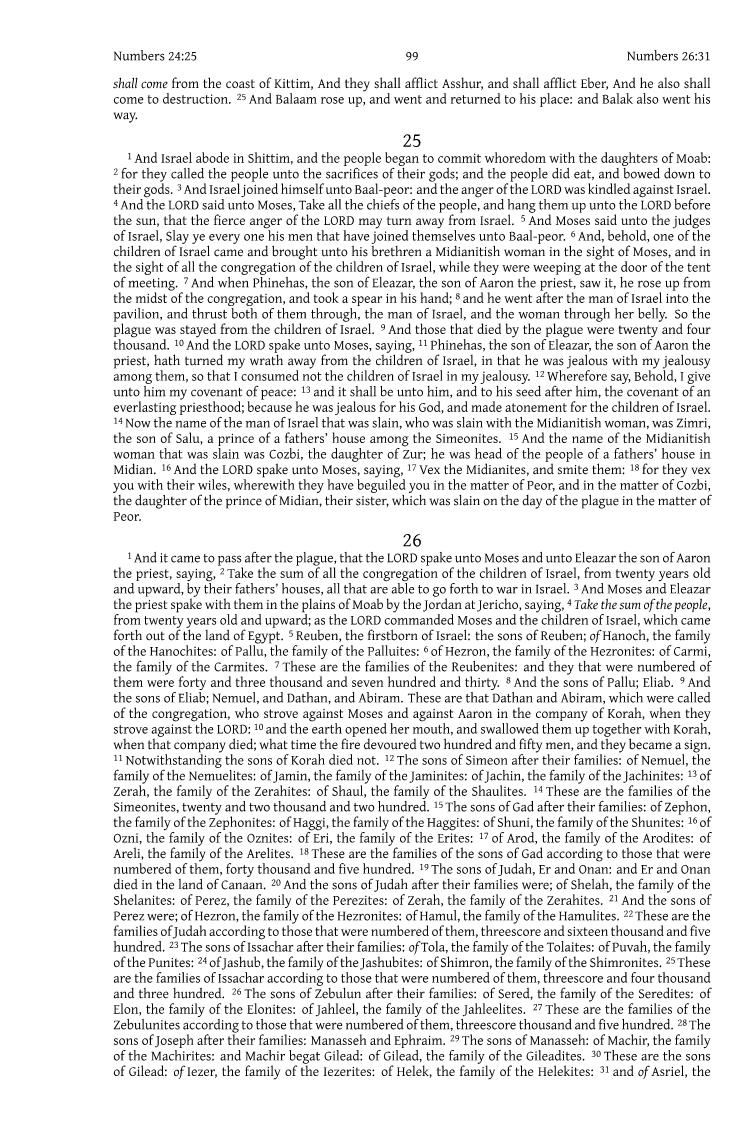 Numbers 24:25 99 Numbers 26:31
shall come from the coast of Kittim, And they shall afflict Asshur, and shall afflict Eber, And he also shall
come to destruction. 25 And Balaam rose up, and went and returned to his place: and Balak also went his
way.
25
1 And Israel abode in Shittim, and the people began to commit whoredom with the daughters of Moab:
2 for they called the people unto the sacrifices of their gods; and the people did eat, and bowed down to
their gods. 3 And Israel joined himself unto Baal-peor: and the anger of the LORD was kindled against Israel.
4 And the LORD said unto Moses, Take all the chiefs of the people, and hang them up unto the LORD before
the sun, that the fierce anger of the LORD may turn away from Israel. 5 And Moses said unto the judges
of Israel, Slay ye every one his men that have joined themselves unto Baal-peor. 6 And, behold, one of the
children of Israel came and brought unto his brethren a Midianitish woman in the sight of Moses, and in
the sight of all the congregation of the children of Israel, while they were weeping at the door of the tent
of meeting. 7 And when Phinehas, the son of Eleazar, the son of Aaron the priest, saw it, he rose up from
the midst of the congregation, and took a spear in his hand; 8 and he went after the man of Israel into the
pavilion, and thrust both of them through, the man of Israel, and the woman through her belly. So the
plague was stayed from the children of Israel. 9 And those that died by the plague were twenty and four
thousand. 10 And the LORD spake unto Moses, saying, 11 Phinehas, the son of Eleazar, the son of Aaron the
priest, hath turned my wrath away from the children of Israel, in that he was jealous with my jealousy
among them, so that I consumed not the children of Israel in my jealousy. 12 Wherefore say, Behold, I give
unto him my covenant of peace: 13 and it shall be unto him, and to his seed after him, the covenant of an
everlasting priesthood; because he was jealous for his God, and made atonement for the children of Israel.
14 Now the name of the man of Israel that was slain, who was slain with the Midianitish woman, was Zimri,
the son of Salu, a prince of a fathers' house among the Simeonites. 15 And the name of the Midianitish
woman that was slain was Cozbi, the daughter of Zur; he was head of the people of a fathers' house in
Midian. 16 And the LORD spake unto Moses, saying, 17 Vex the Midianites, and smite them: 18 for they vex
you with their wiles, wherewith they have beguiled you in the matter of Peor, and in the matter of Cozbi,
the daughter of the prince of Midian, their sister, which was slain on the day of the plague in the matter of
Peor.
26
1 And it came to pass after the plague, that the LORD spake unto Moses and unto Eleazar the son of Aaron
the priest, saying, 2 Take the sum of all the congregation of the children of Israel, from twenty years old
and upward, by their fathers' houses, all that are able to go forth to war in Israel. 3 And Moses and Eleazar
the priest spake with them in the plains of Moab by the Jordan at Jericho, saying, 4 Take the sum of the people,
from twenty years old and upward; as the LORD commanded Moses and the children of Israel, which came
forth out of the land of Egypt. 5 Reuben, the firstborn of Israel: the sons of Reuben; of Hanoch, the family
of the Hanochites: of Pallu, the family of the Palluites: 6 of Hezron, the family of the Hezronites: of Carmi,
the family of the Carmites. 7 These are the families of the Reubenites: and they that were numbered of
them were forty and three thousand and seven hundred and thirty. 8 And the sons of Pallu; Eliab. 9 And
the sons of Eliab; Nemuel, and Dathan, and Abiram. These are that Dathan and Abiram, which were called
of the congregation, who strove against Moses and against Aaron in the company of Korah, when they
strove against the LORD: 10 and the earth opened her mouth, and swallowed them up together with Korah,
when that company died; what time the fire devoured two hundred and fifty men, and they became a sign.
11 Notwithstanding the sons of Korah died not. 12 The sons of Simeon after their families: of Nemuel, the
family of the Nemuelites: of Jamin, the family of the Jaminites: of Jachin, the family of the Jachinites: 13 of
Zerah, the family of the Zerahites: of Shaul, the family of the Shaulites. 14 These are the families of the
Simeonites, twenty and two thousand and two hundred. 15 The sons of Gad after their families: of Zephon,
the family of the Zephonites: of Haggi, the family of the Haggites: of Shuni, the family of the Shunites: 16 of
Ozni, the family of the Oznites: of Eri, the family of the Erites: 17 of Arod, the family of the Arodites: of
Areli, the family of the Arelites. 18 These are the families of the sons of Gad according to those that were
numbered of them, forty thousand and five hundred. 19 The sons of Judah, Er and Onan: and Er and Onan
died in the land of Canaan. 20 And the sons of Judah after their families were; of Shelah, the family of the
Shelanites: of Perez, the family of the Perezites: of Zerah, the family of the Zerahites. 21 And the sons of
Perez were; of Hezron, the family of the Hezronites: of Hamul, the family of the Hamulites. 22 These are the
families of Judah according to those that were numbered of them, threescore and sixteen thousand and five
hundred. 23 The sons of Issachar after their families: of Tola, the family of the Tolaites: of Puvah, the family
of the Punites: 24 of Jashub, the family of the Jashubites: of Shimron, the family of the Shimronites. 25 These
are the families of Issachar according to those that were numbered of them, threescore and four thousand
and three hundred. 26 The sons of Zebulun after their families: of Sered, the family of the Seredites: of
Elon, the family of the Elonites: of Jahleel, the family of the Jahleelites. 27 These are the families of the
Zebulunites according to those that were numbered of them, threescore thousand and five hundred. 28 The
sons of Joseph after their families: Manasseh and Ephraim. 29 The sons of Manasseh: of Machir, the family
of the Machirites: and Machir begat Gilead: of Gilead, the family of the Gileadites. 30 These are the sons
of Gilead: of Iezer, the family of the Iezerites: of Helek, the family of the Helekites: 31 and of Asriel, the